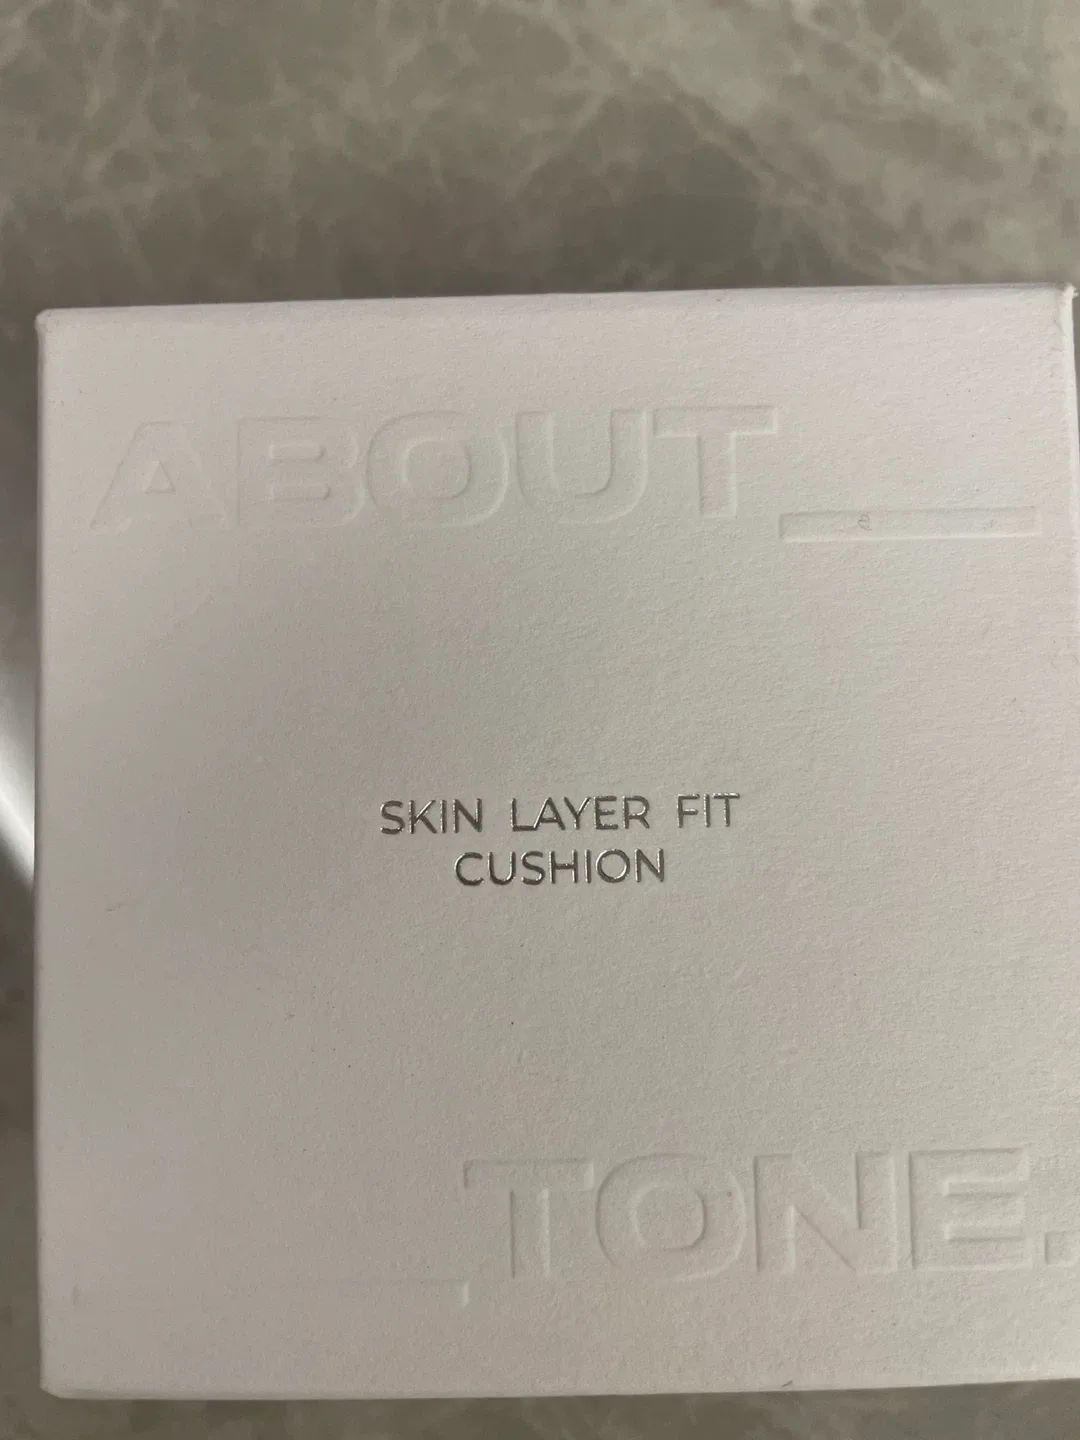 ABOUT_
SKIN LAYER FIT
CUSHION
_TONE.